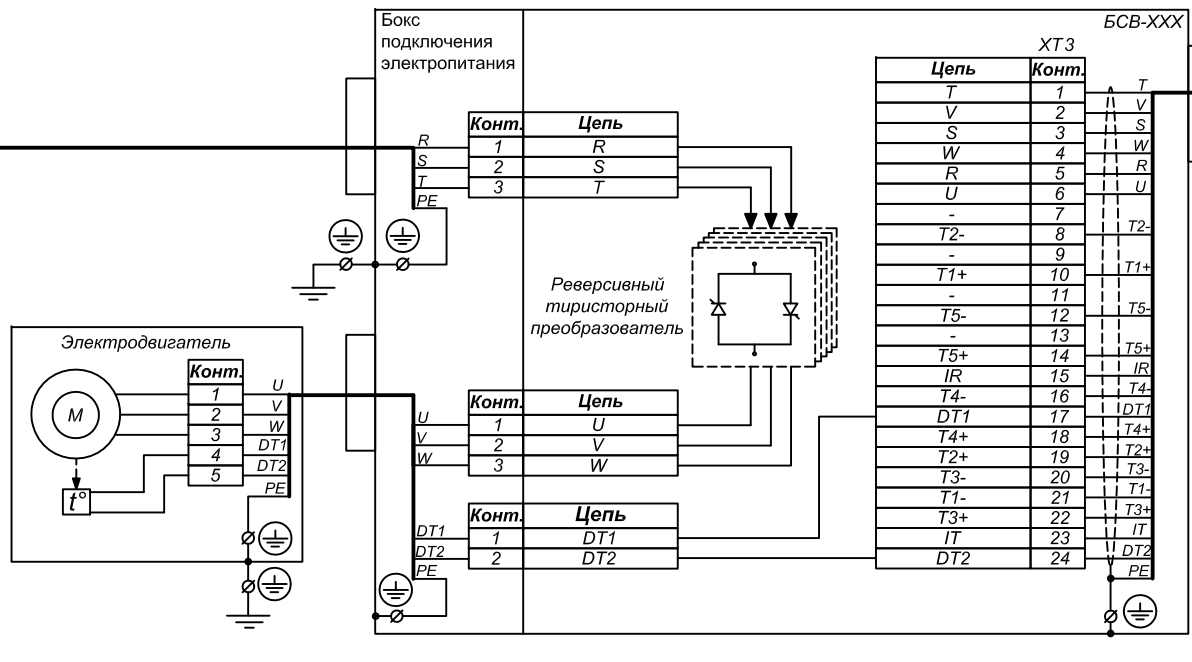 Бокс
подключения
электропитания
БСВ-ХХХ
ХТ3
Цепь Конт.
T 1 T
V 2 V
S 3 S
W 4 W
R 5 R
U 6 U
- 7
T2- 8 T2-
- 9
T1+ 10 T1+
- 11
T5- 12 T5-
- 13
T5+ 14 T5+
IR 15 IR
T4- 16 T4-
DT1 17 DT1
T4+ 18 T4+
T2+ 19 T2+
T3- 20 T3-
T1- 21 T1-
T3+ 22 T3+
IT 23 IT
DT2 24 DT2
PE
Конт. Цепь
R 1 R
S 2 S
T 3 T
PE
Реверсивный
тиристорный
преобразователь
Электродвигатель
Конт.
M
1 U
2 V
3 W
4 DT1
5 DT2
PE
t°
Конт. Цепь
U 1 U
V 2 V
W 3 W
Конт. Цепь
DT1 1 DT1
DT2 2 DT2
PE